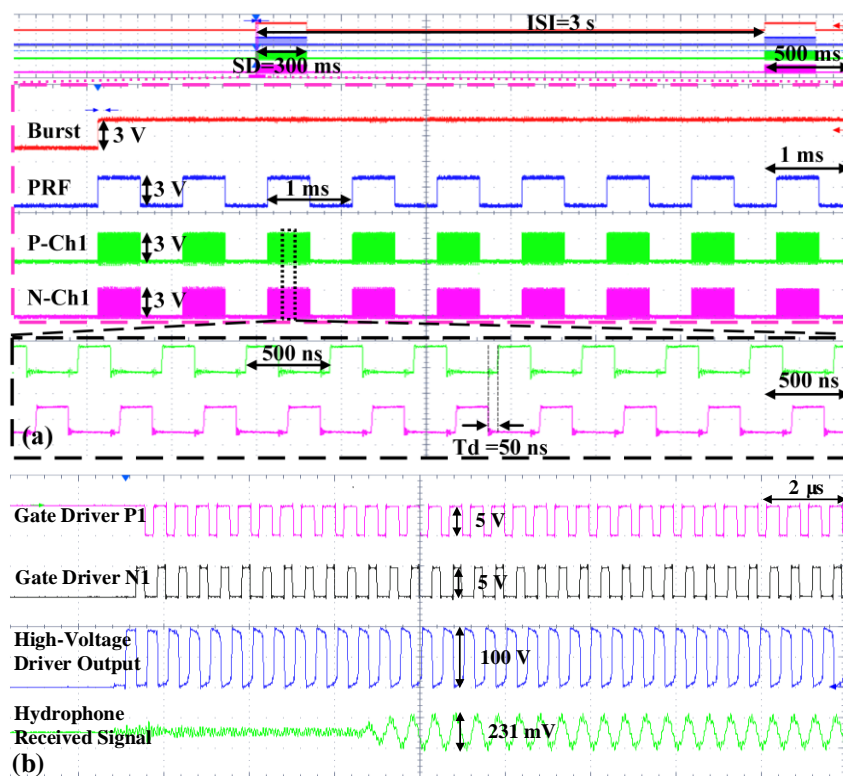 ISI=3 s
SD=300 ms
500 ms
Burst
3 V
1 ms
PRF
3 V
1 ms
P-Ch1
3 V
N-Ch1
3 V
500 ns
500 ns
(a)
Td =50 ns
2 µs
Gate Driver P1
5 V
Gate Driver N1
5 V
High-Voltage
Driver Output
100 V
Hydrophone
Received Signal
231 mV
(b)